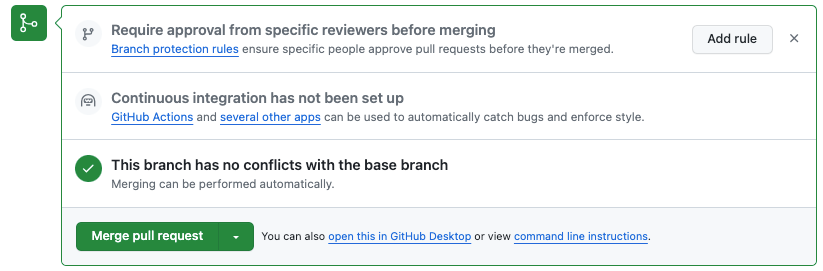 Require approval from specific reviewers before merging
Branch protection rules ensure specific people approve pull requests before they're merged.
Add rule
Continuous integration has not been set up
GitHub Actions and several other apps can be used to automatically catch bugs and enforce style.
This branch has no conflicts with the base branch
Merging can be performed automatically.
Merge pull request
You can also open this in GitHub Desktop or view command line instructions.